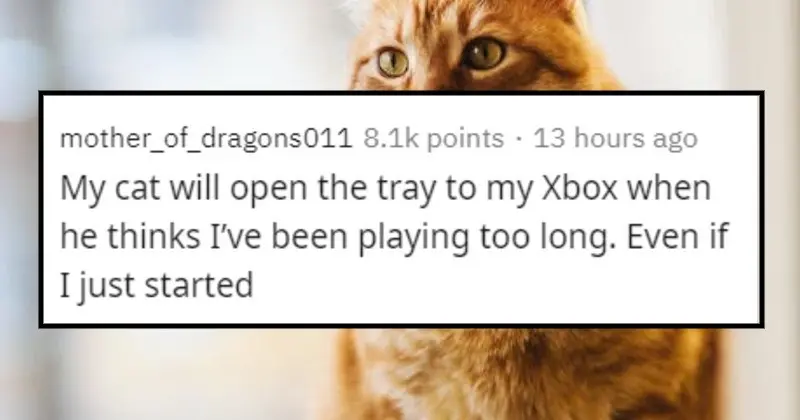 mother_of_dragons011 8.1k points · 13 hours ago
My cat will open the tray to my Xbox when
he thinks I’ve been playing too long. Even if
I just started